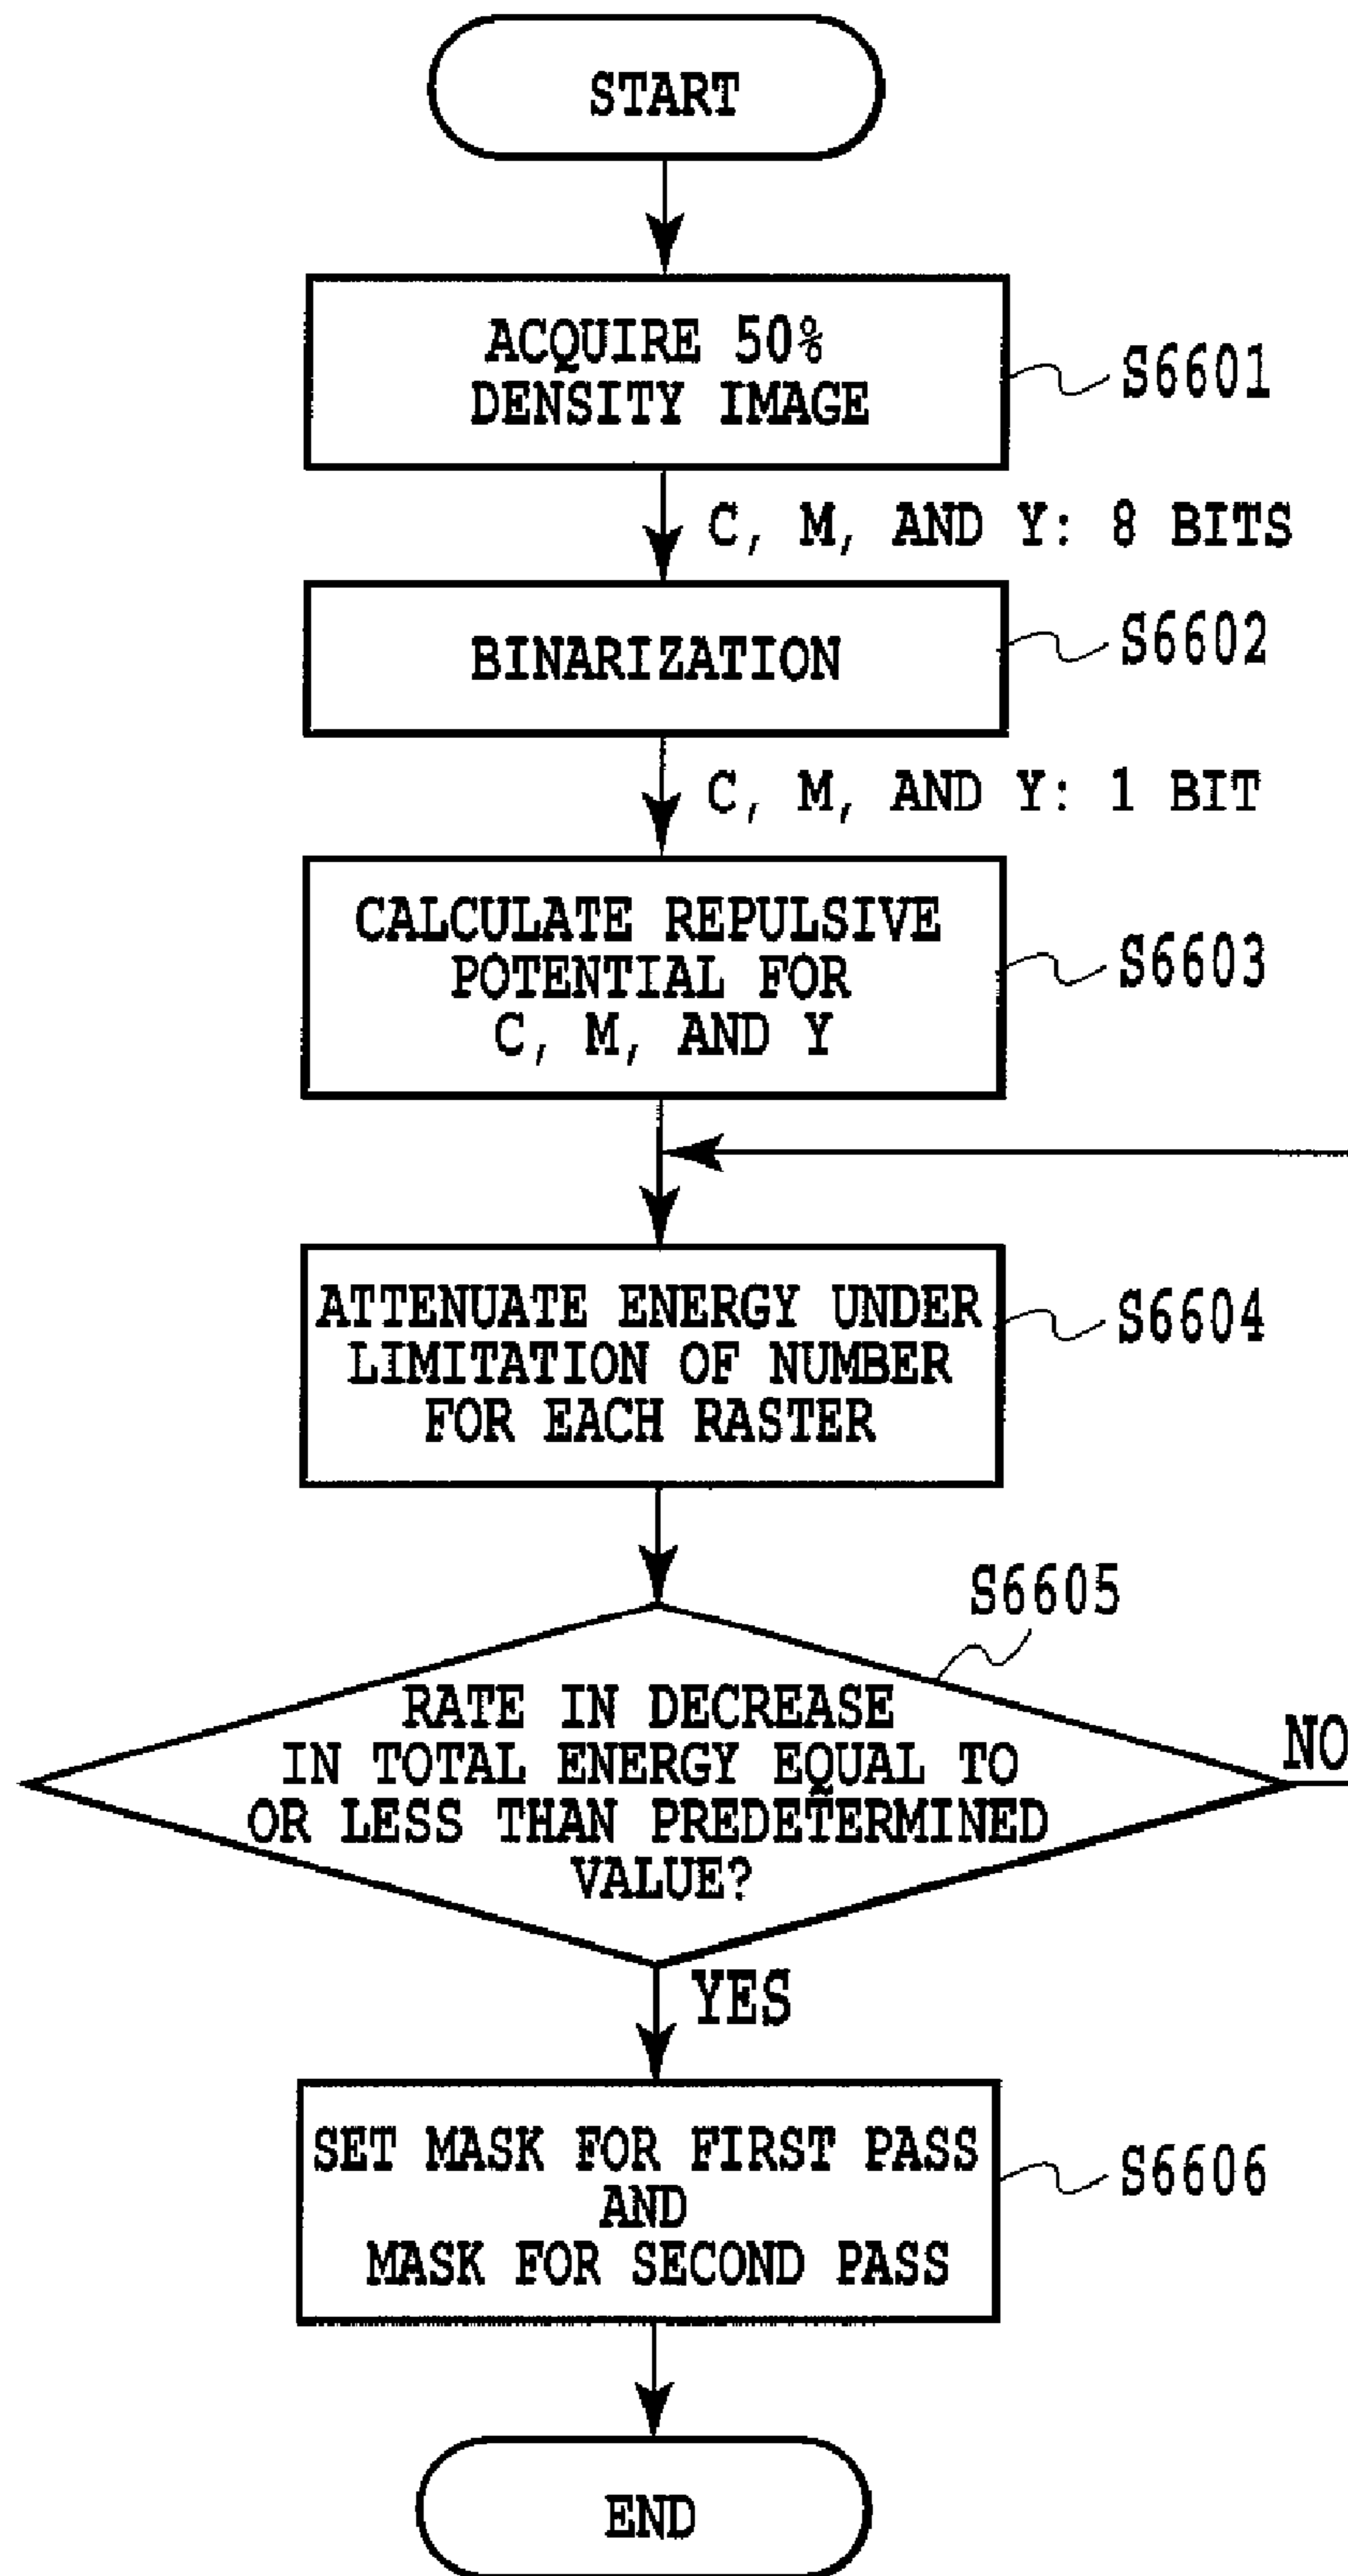 START
ACQUIRE 50%
DENSITY IMAGE
S6601
C, M, AND Y: 8 BITS
BINARIZATION
S6602
C, M, AND Y: 1 BIT
CALCULATE REPULSIVE
POTENTIAL FOR
C, M, AND Y
S6603
ATTENUATE ENERGY UNDER
LIMITATION OF NUMBER
FOR EACH RASTER
S6604
S6605
RATE IN DECREASE
IN TOTAL ENERGY EQUAL TO
OR LESS THAN PREDETERMINED
VALUE?
NO
YES
SET MASK FOR FIRST PASS
AND
MASK FOR SECOND PASS
S6606
END